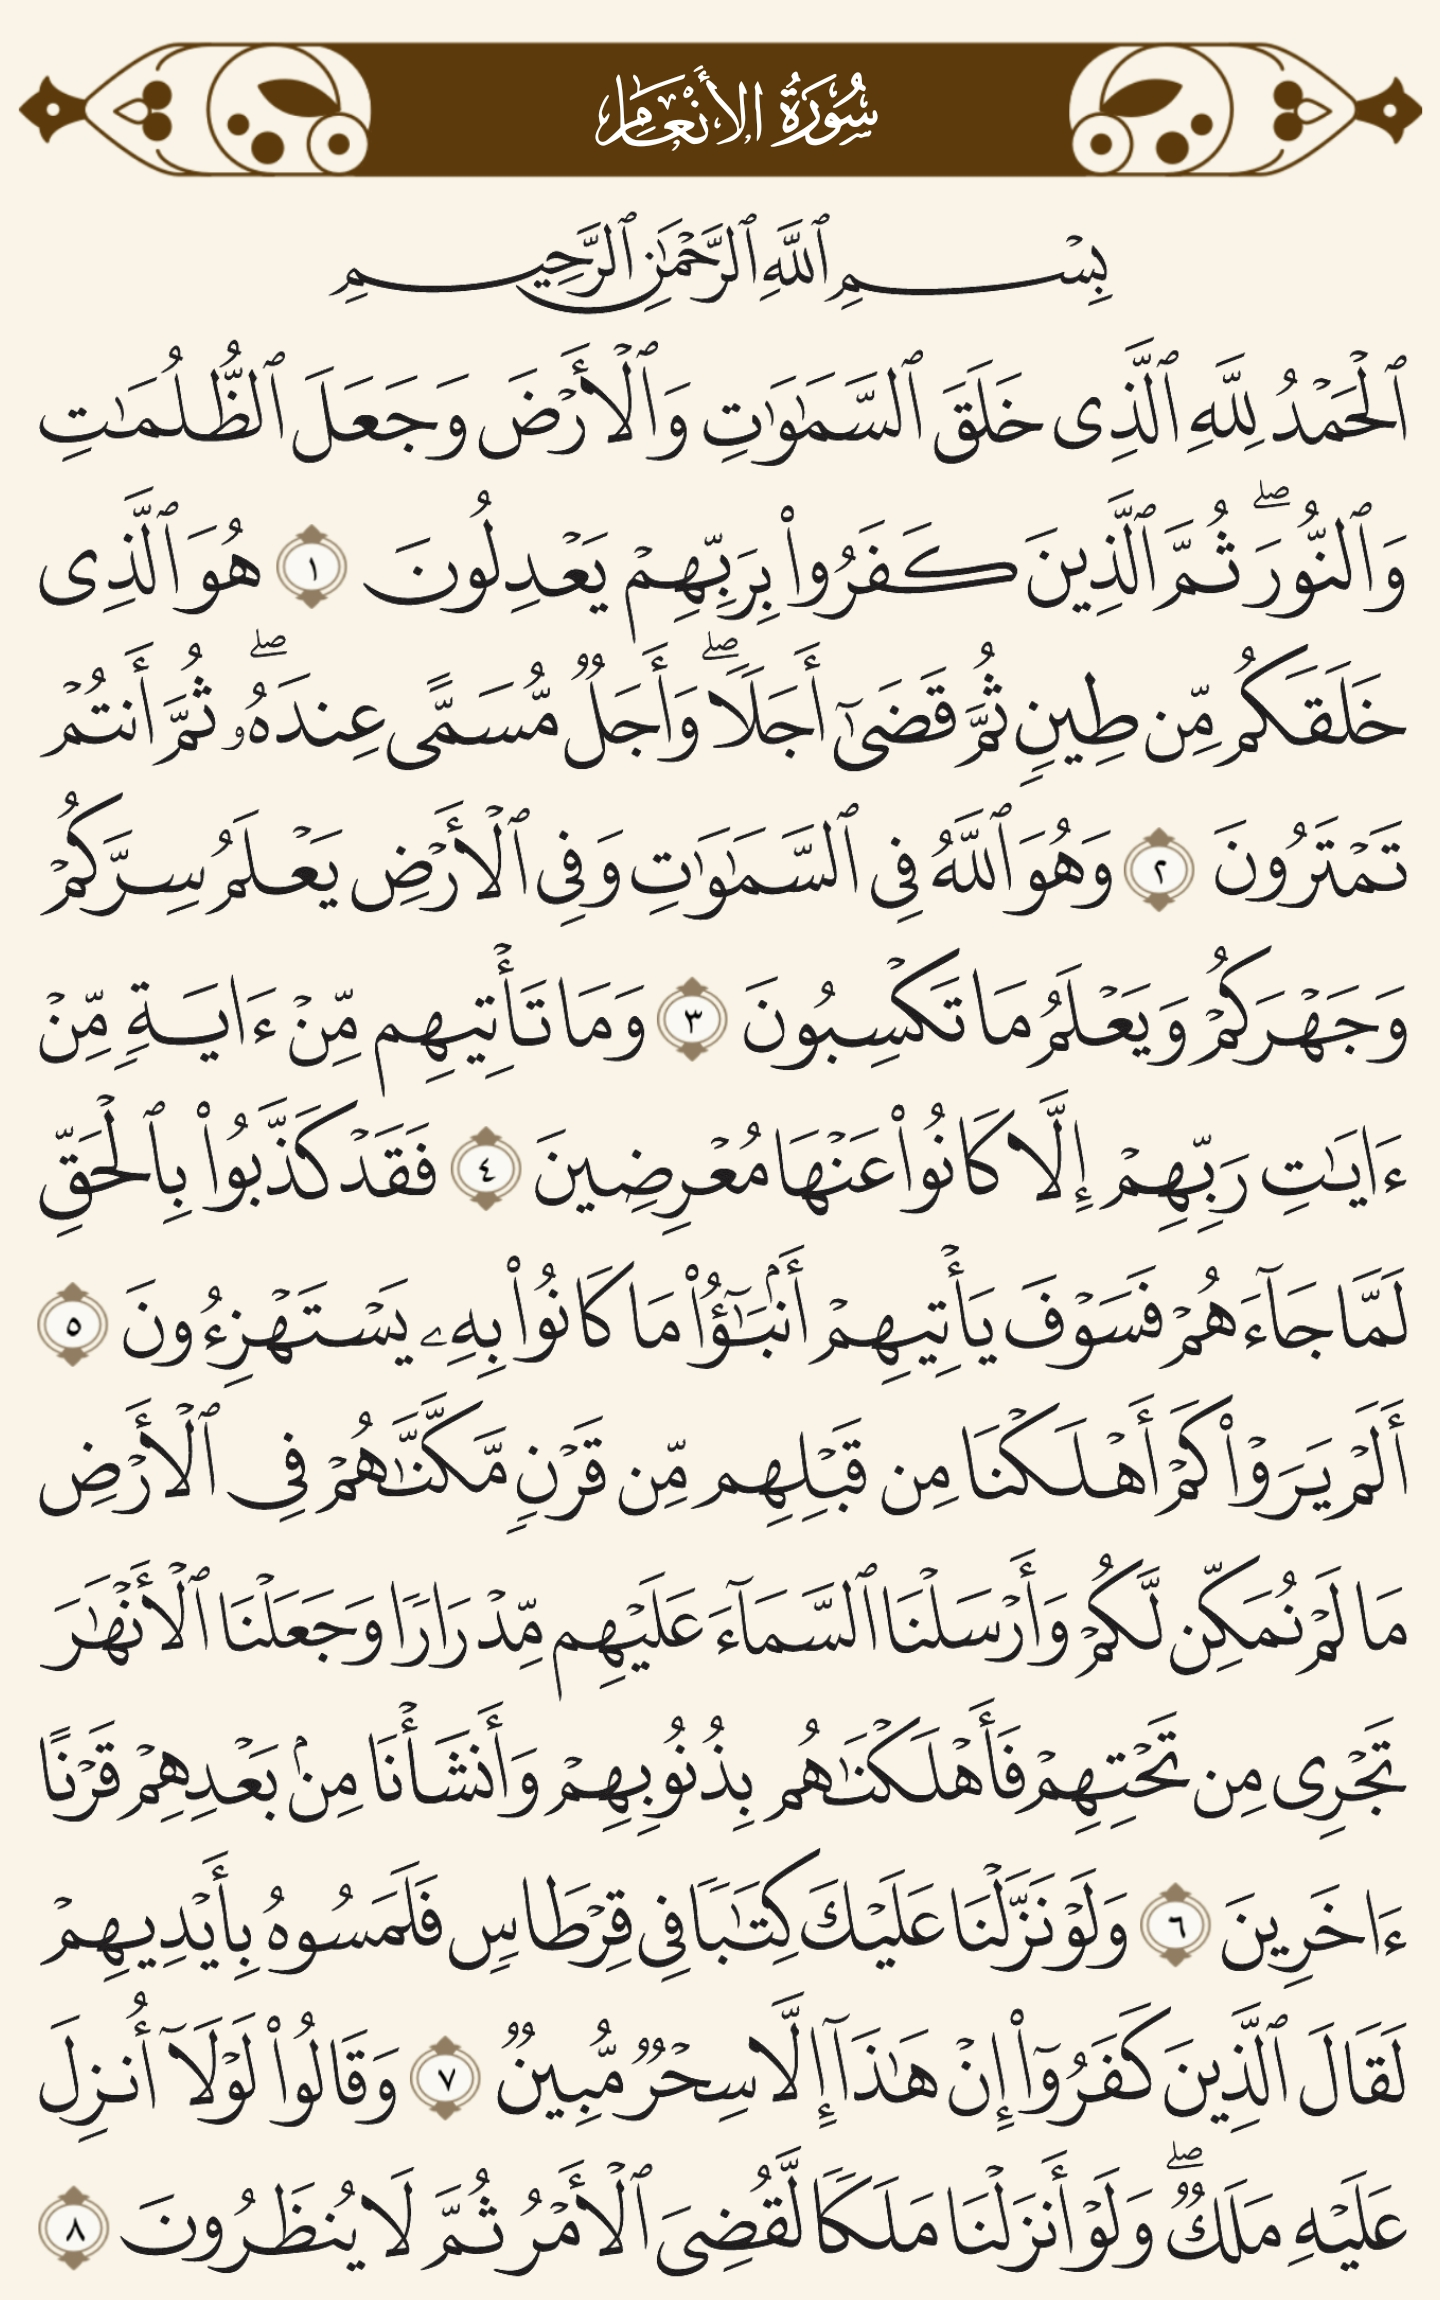 سُورَةُ الأَنْعَامِ
بِسْمِ ٱللَّهِ ٱلرَّحْمَٰنِ ٱلرَّحِيمِ
ٱلْحَمْدُ لِلَّهِ ٱلَّذِى خَلَقَ ٱلسَّمَٰوَٰتِ وَٱلْأَرْضَ وَجَعَلَ ٱلظُّلُمَٰتِ
وَٱلنُّورَ ۖ ثُمَّ ٱلَّذِينَ كَفَرُوا۟ بِرَبِّهِمْ يَعْدِلُونَ ١ هُوَ ٱلَّذِى
خَلَقَكُم مِّن طِينٍ ثُمَّ قَضَىٰٓ أَجَلًا ۖ وَأَجَلٌ مُّسَمًّى عِندَهُۥ ۖ ثُمَّ أَنتُمْ
تَمْتَرُونَ ٢ وَهُوَ ٱللَّهُ فِى ٱلسَّمَٰوَٰتِ وَفِى ٱلْأَرْضِ يَعْلَمُ سِرَّكُمْ
وَجَهْرَكُمْ وَيَعْلَمُ مَا تَكْسِبُونَ ٣ وَمَا تَأْتِيهِم مِّنْ ءَايَةٍ مِّنْ
ءَايَٰتِ رَبِّهِمْ إِلَّا كَانُوا۟ عَنْهَا مُعْرِضِينَ ٤ فَقَدْ كَذَّبُوا۟ بِٱلْحَقِّ
لَمَّا جَآءَهُمْ فَسَوْفَ يَأْتِيهِمْ أَنۢبَٰٓؤُا۟ مَا كَانُوا۟ بِهِۦ يَسْتَهْزِءُونَ ٥
أَلَمْ يَرَوْا۟ كَمْ أَهْلَكْنَا مِن قَبْلِهِم مِّن قَرْنٍ مَّكَّنَّٰهُمْ فِى ٱلْأَرْضِ
مَا لَمْ نُمَكِّن لَّكُمْ وَأَرْسَلْنَا ٱلسَّمَآءَ عَلَيْهِم مِّدْرَارًا وَجَعَلْنَا ٱلْأَنْهَٰرَ
تَجْرِى مِن تَحْتِهِمْ فَأَهْلَكْنَٰهُم بِذُنُوبِهِمْ وَأَنشَأْنَا مِنۢ بَعْدِهِمْ قَرْنًا
ءَاخَرِينَ ٦ وَلَوْ نَزَّلْنَا عَلَيْكَ كِتَٰبًا فِى قِرْطَاسٍ فَلَمَسُوهُ بِأَيْدِيهِمْ
لَقَالَ ٱلَّذِينَ كَفَرُوٓا۟ إِنْ هَٰذَآ إِلَّا سِحْرٌ مُّبِينٌ ٧ وَقَالُوا۟ لَوْلَآ أُنزِلَ
عَلَيْهِ مَلَكٌ ۖ وَلَوْ أَنزَلْنَا مَلَكًا لَّقُضِىَ ٱلْأَمْرُ ثُمَّ لَا يُنظَرُونَ ٨